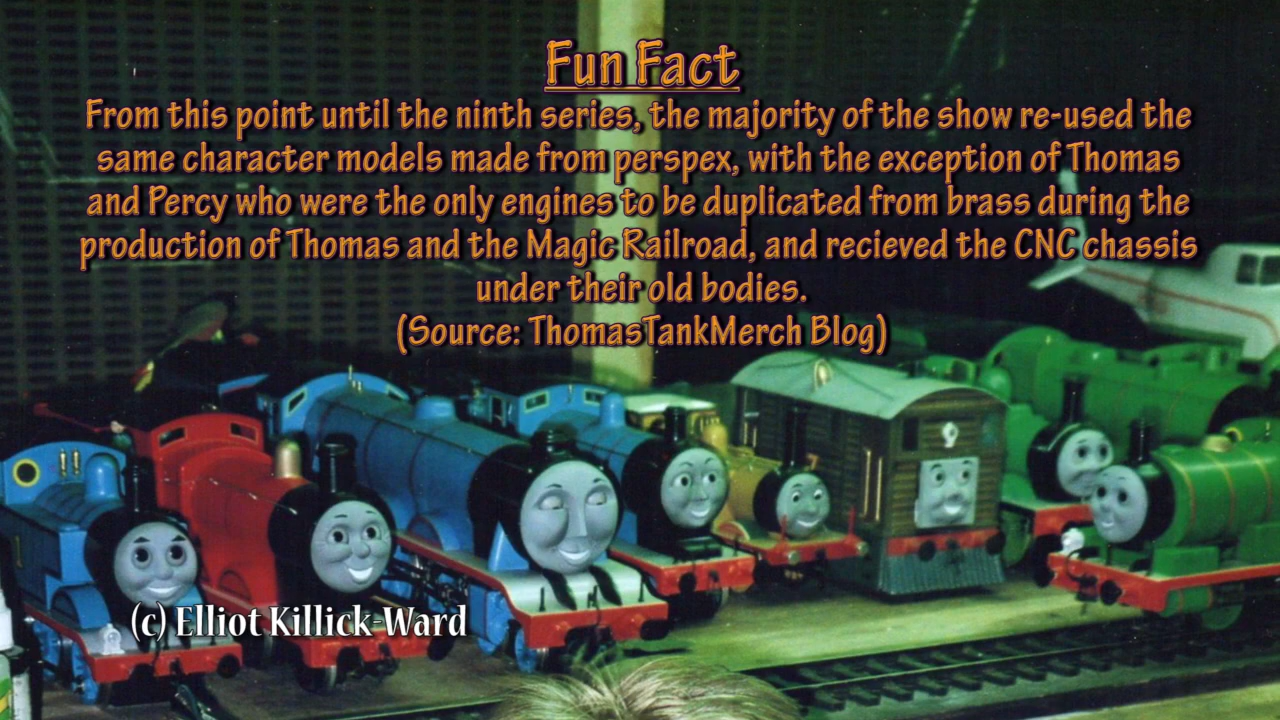 Fun Fact
From this point until the ninth series, the majority of the show re-used the
same character models made from perspex, with the exception of Thomas
and Percy who were the only engines to be duplicated from brass during the
production of Thomas and the Magic Railroad, and recieved the CNC chassis
under their old bodies.
(Source: ThomasTankMerch Blog)
(c) Elliot Killick-Ward